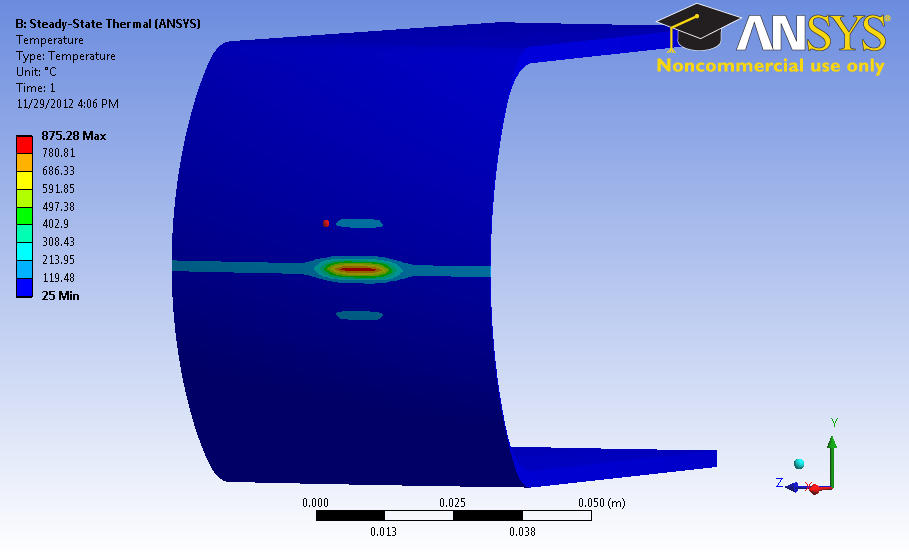 B: Steady-State Thermal (ANSYS)
Temperature
Type: Temperature
Unit: °C
Time: 1
11/29/2012 4:06 PM
875.28 Max
780.81
686.33
591.85
497.38
402.9
308.43
213.95
119.48
25 Min
ANSYS®
Noncommercial use only
Y
Z
X
0.000 0.025 0.050 (m)
0.013 0.038